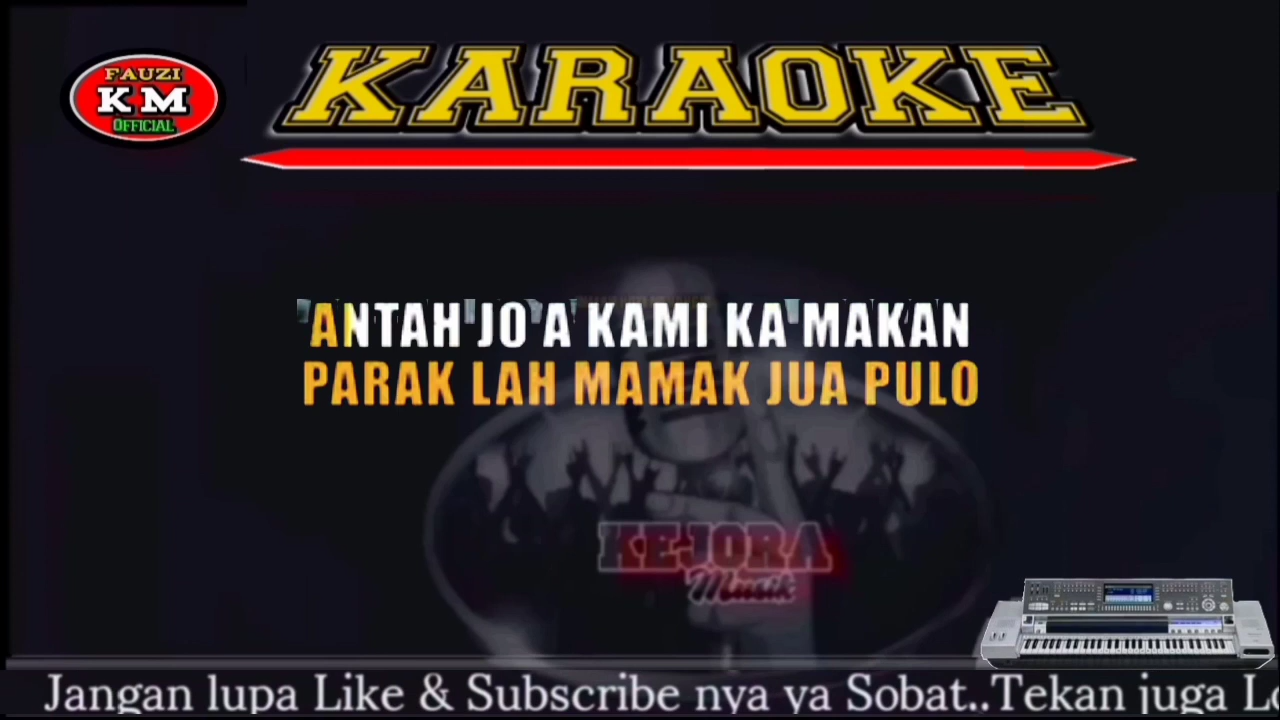 FAUZI
KM
OFFICIAL
KARAOKE
ANTAH JO'A KAMI KA MAKAN
PARAK LAH MAMAK JUA PULO
KEJORA
Musik
Jangan lupa Like & Subscribe nya ya Sobat..Tekan juga Lo